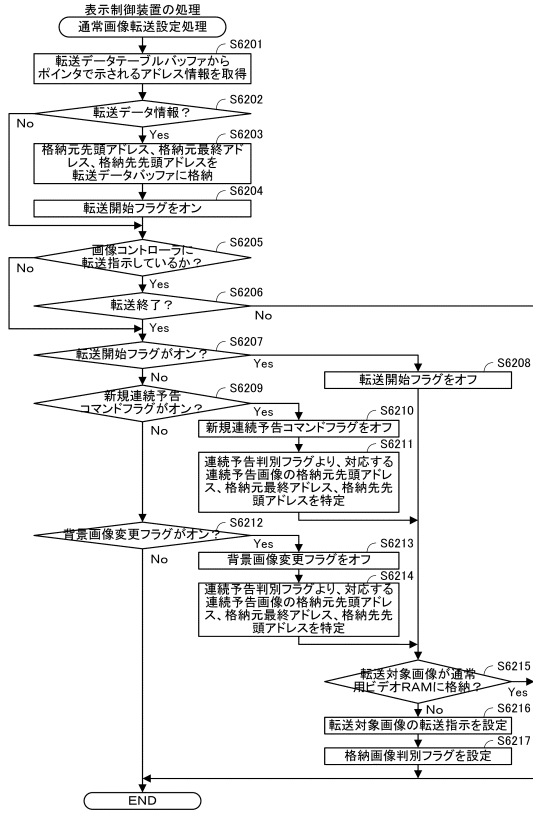 表示制御装置の処理
通常画像転送設定処理
S6201
転送データテーブルバッファから
ポインタで示されるアドレス情報を取得
S6202
転送データ情報？
No
Yes
S6203
格納元先頭アドレス、格納元最終アド
レス、格納先先頭アドレスを
転送データバッファに格納
S6204
転送開始フラグをオン
S6205
画像コントローラに
転送指示しているか？
No
Yes
S6206
転送終了？
No
Yes
S6207
転送開始フラグがオン？
Yes
No
S6208
転送開始フラグをオフ
S6209
新規連続予告
コマンドフラグがオン？
Yes
No
S6210
新規連続予告コマンドフラグをオフ
S6211
連続予告判別フラグより、対応する
連続予告画像の格納元先頭アドレ
ス、格納元最終アドレス、格納先先
頭アドレスを特定
S6212
背景画像変更フラグがオン？
Yes
No
S6213
背景画像変更フラグをオフ
S6214
連続予告判別フラグより、対応する
連続予告画像の格納元先頭アドレ
ス、格納元最終アドレス、格納先先
頭アドレスを特定
S6215
転送対象画像が通常
用ビデオRAMに格納？
Yes
No
S6216
転送対象画像の転送指示を設定
S6217
格納画像判別フラグを設定
END